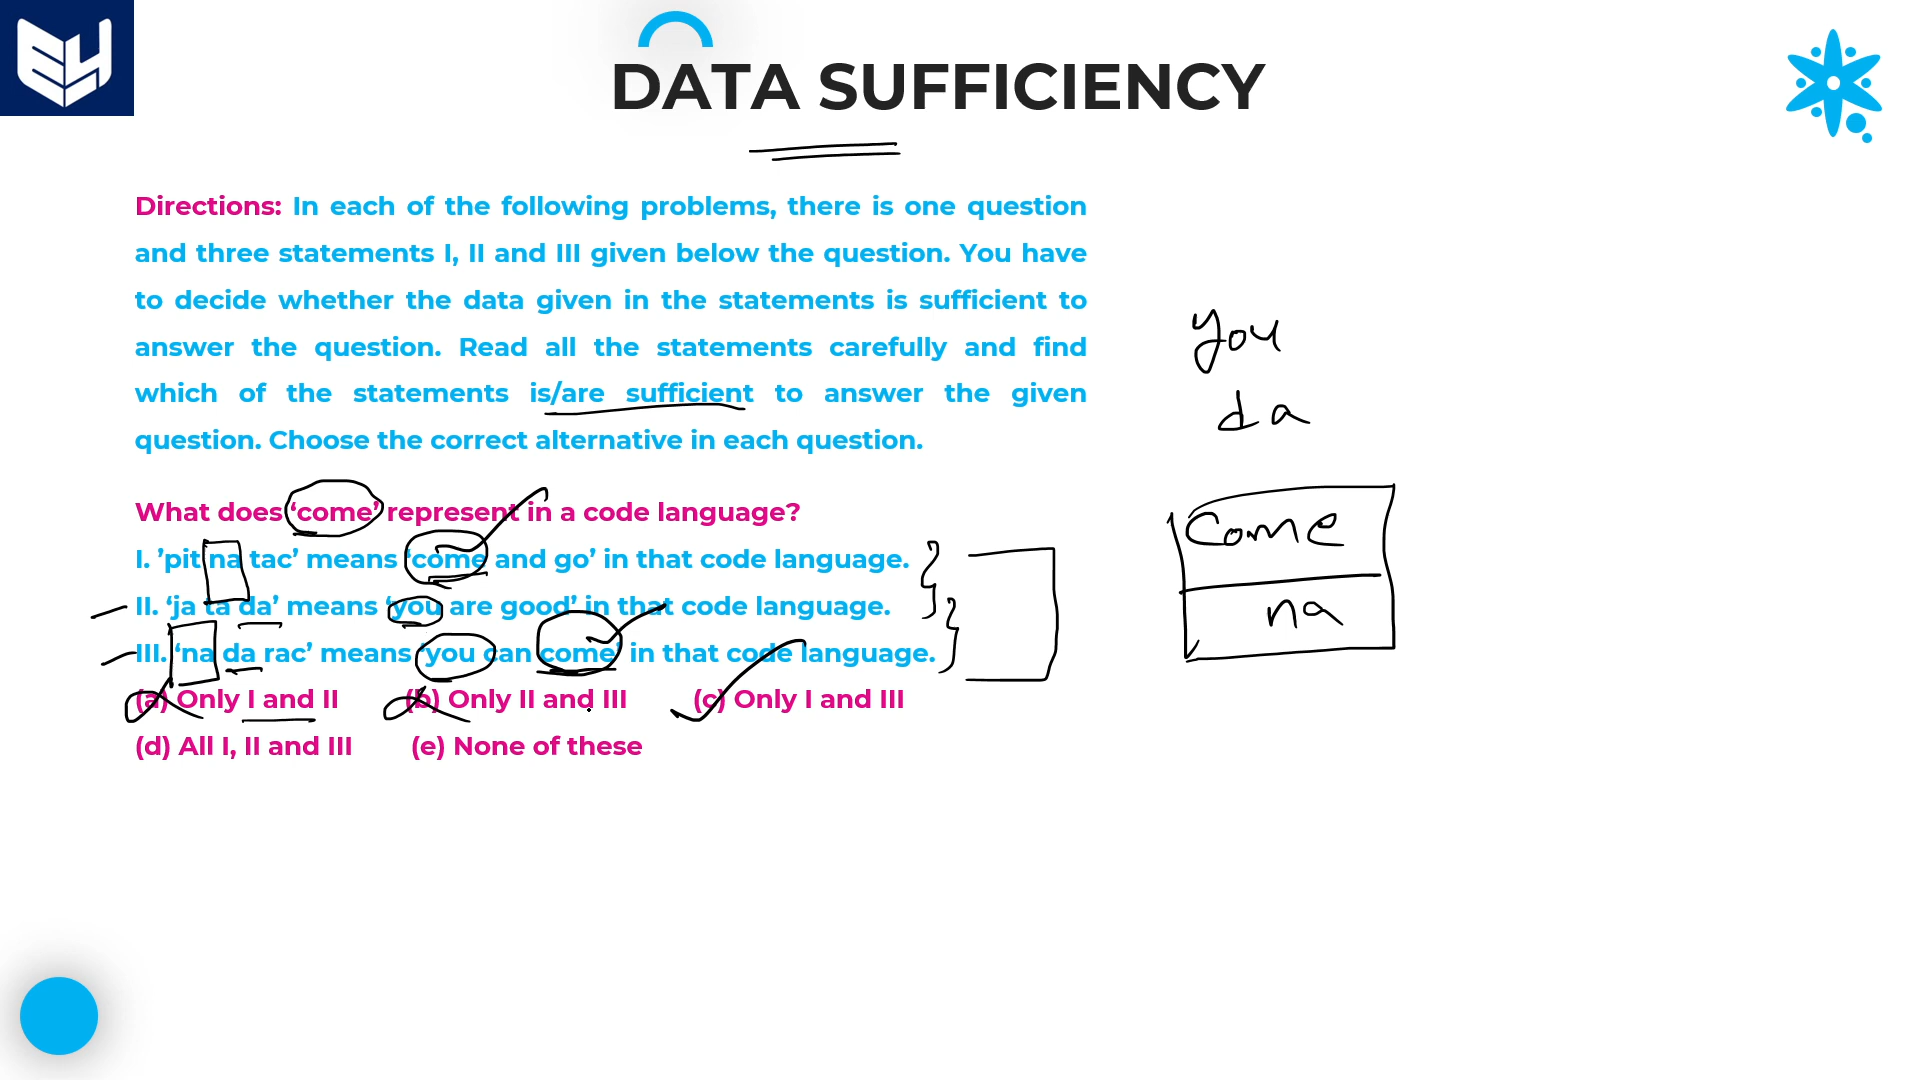 DATA SUFFICIENCY
Directions: In each of the following problems, there is one question
and three statements I, II and III given below the question. You have
to decide whether the data given in the statements is sufficient to
answer the question. Read all the statements carefully and find
which of the statements is/are sufficient to answer the given
question. Choose the correct alternative in each question.
What does ‘come’ represent in a code language?
I. ’pit na tac’ means ‘come and go’ in that code language.
II. ‘ja ta da’ means ‘you are good’ in that code language.
III. ‘na da rac’ means ‘you can come’ in that code language.
(a) Only I and II (b) Only II and III (c) Only I and III
(d) All I, II and III (e) None of these
you
da
Come
na